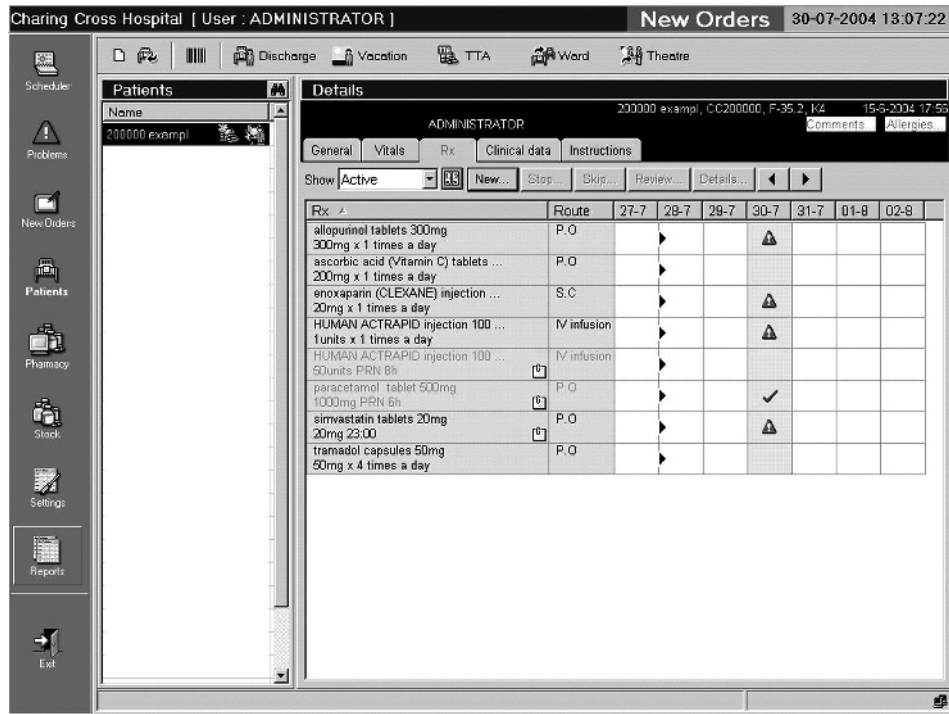 Charing Cross Hospital [ User : ADMINISTRATOR ] New Orders 30-07-2004 13:07:22
Discharge Vacation TTA Ward Theatre
Scheduler
Problems
New Orders
Patients
Pharmacy
Stock
Settings
Reports
Exit
Patients
Name
200000 exampl
Details
200000 exampl, CC200000, F-35.2, K4 15-6-2004 17:56
ADMINISTRATOR Comments... Allergies...
General Vitals Rx Clinical data Instructions
Show Active New... Stop... Skip... Review... Details...
Rx Route 27-7 28-7 29-7 30-7 31-7 01-8 02-8
allopurinol tablets 300mg P.O
300mg x 1 times a day
ascorbic acid (Vitamin C) tablets ... P.O
200mg x 1 times a day
enoxaparin (CLEXANE) injection ... S.C
20mg x 1 times a day
HUMAN ACTRAPID injection 100 ... IV infusion
1units x 1 times a day
HUMAN ACTRAPID injection 100 ... IV infusion
50units PRN 8h
paracetamol tablet 500mg P.O
1000mg PRN 6h
simvastatin tablets 20mg P.O
20mg 23:00
tramadol capsules 50mg P.O
50mg x 4 times a day